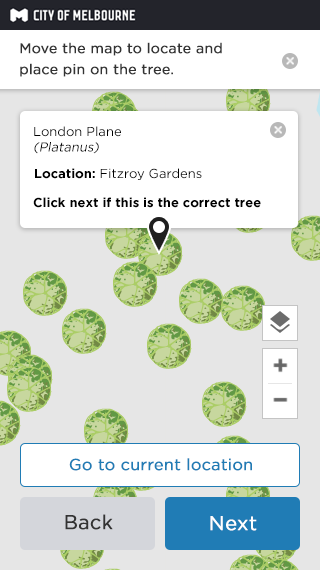 CITY OF MELBOURNE
Move the map to locate and
place pin on the tree.
London Plane
(Platanus)
Location: Fitzroy Gardens
Click next if this is the correct tree
+
−
Go to current location
Back
Next